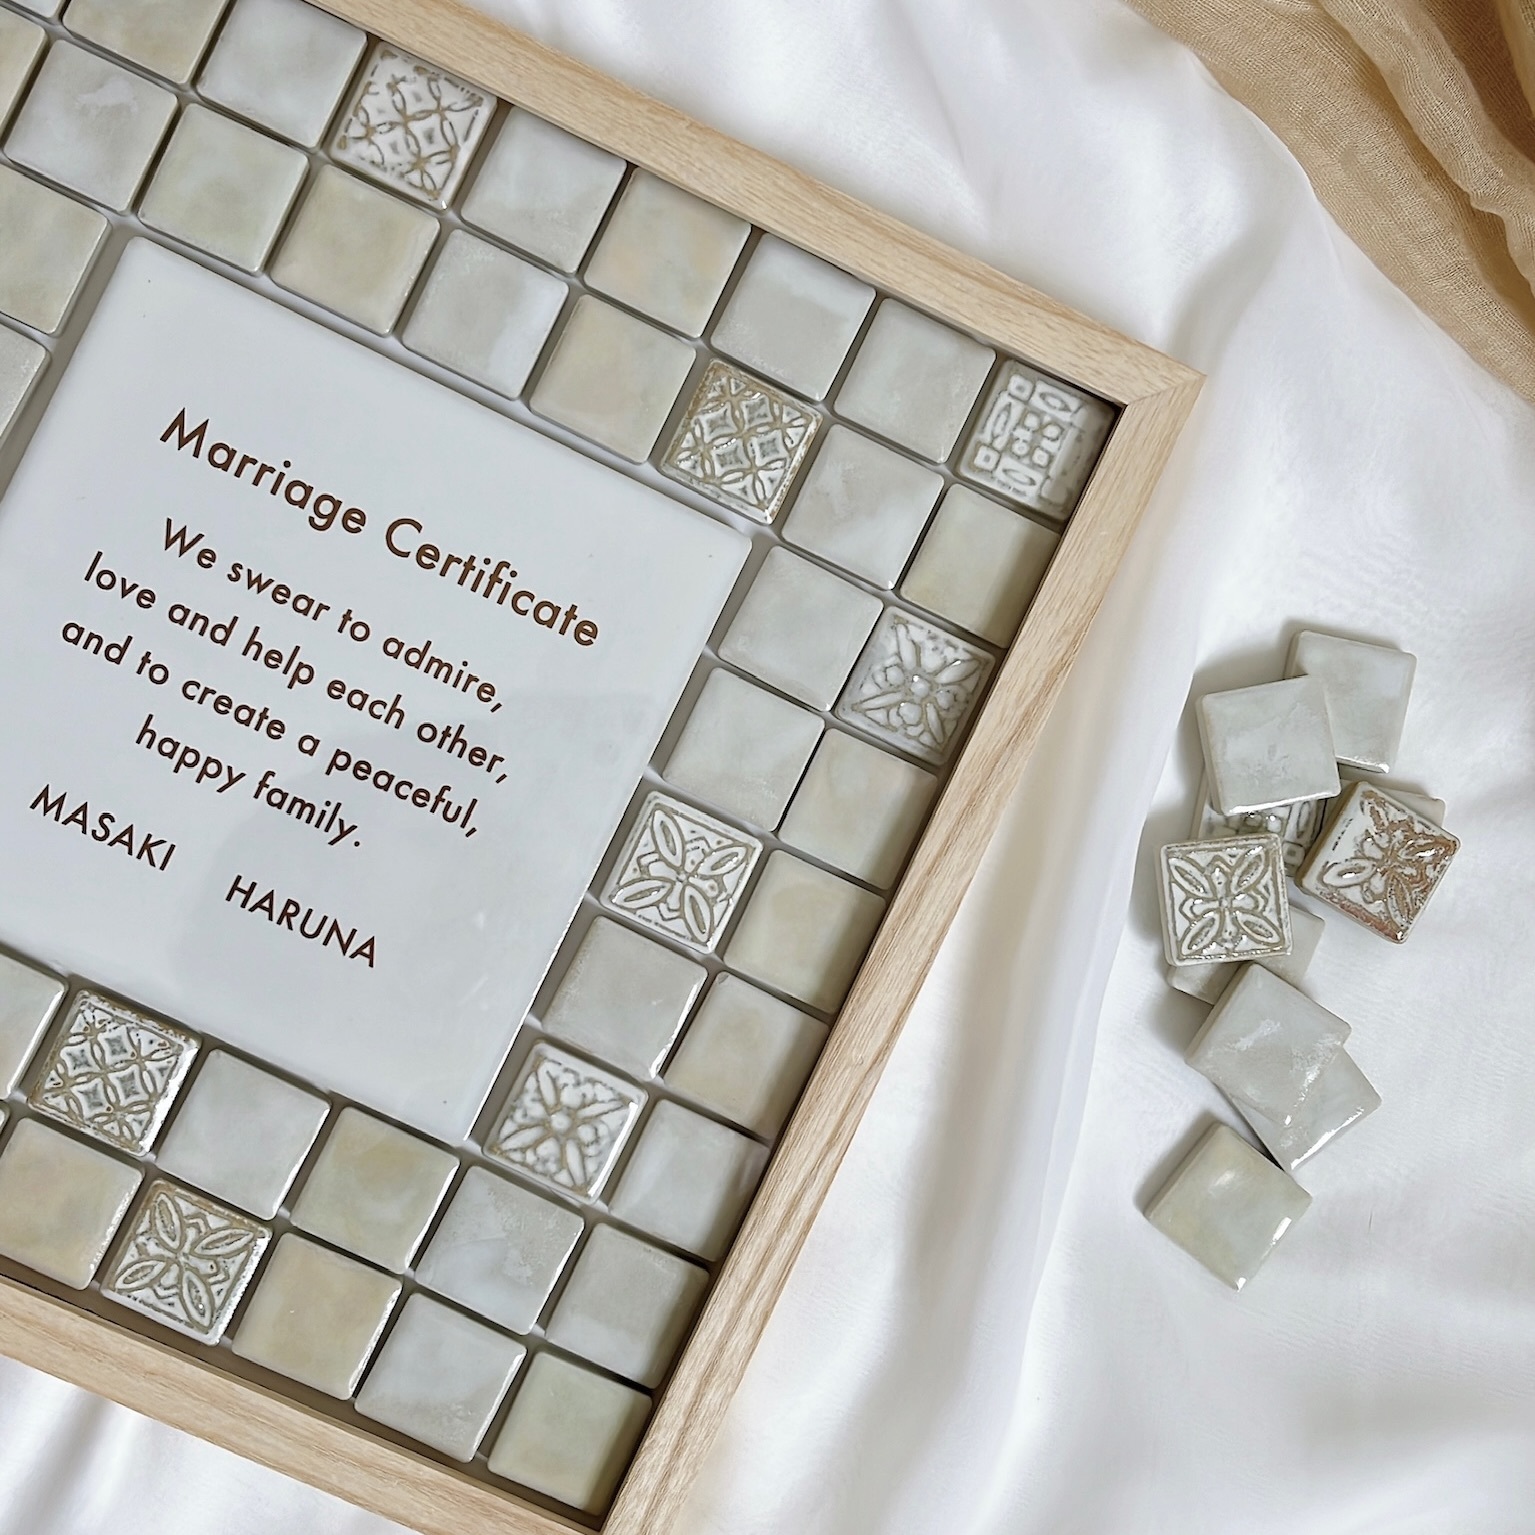 Marriage Certificate
We swear to admire,
love and help each other,
and to create a peaceful,
happy family.
MASAKI HARUNA